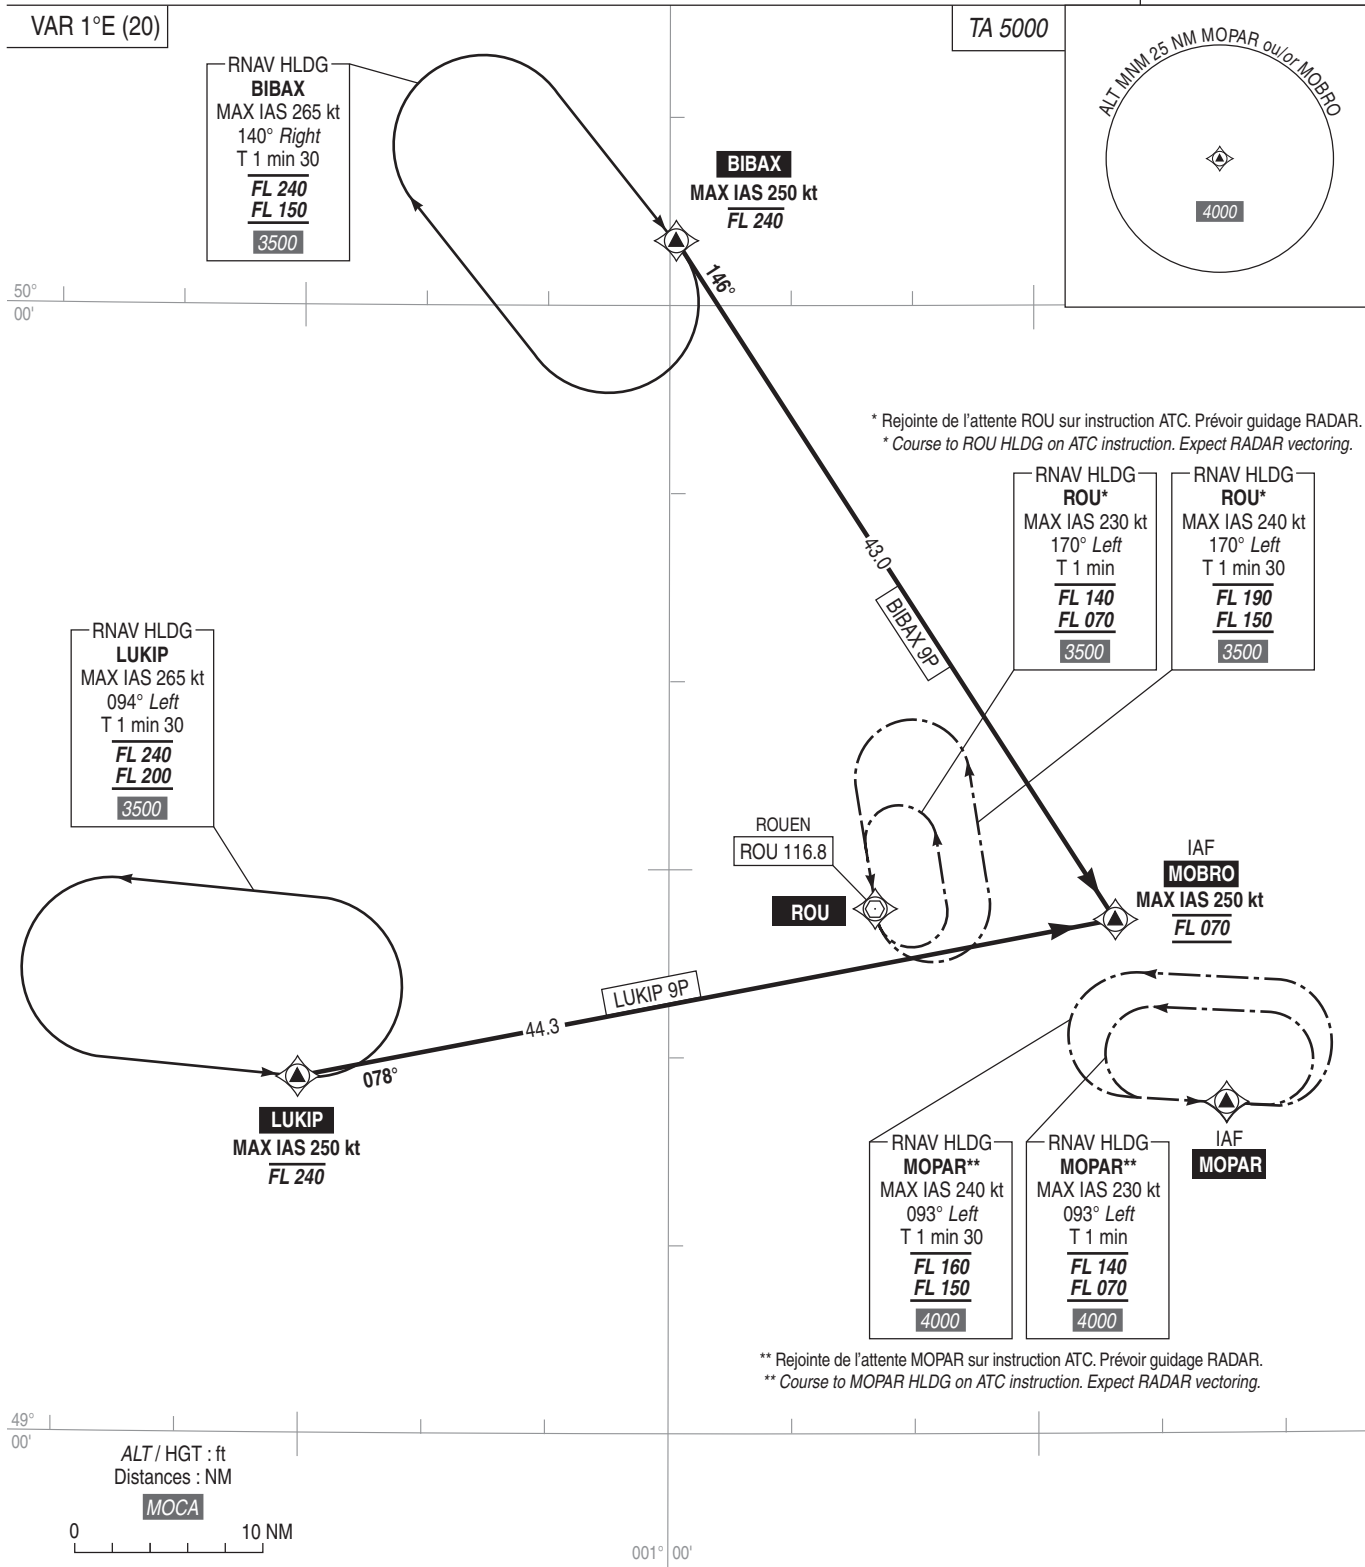 VAR 1°E (20)
TA 5000
ALT MNM 25 NM MOPAR ou/or MOBRO
4000
RNAV HLDG
BIBAX
MAX IAS 265 kt
140° Right
T 1 min 30
FL 240
FL 150
3500
BIBAX
MAX IAS 250 kt
FL 240
146°
50°
00'
* Rejointe de l'attente ROU sur instruction ATC. Prévoir guidage RADAR.
* Course to ROU HLDG on ATC instruction. Expect RADAR vectoring.
RNAV HLDG
ROU*
MAX IAS 230 kt
170° Left
T 1 min
FL 140
FL 070
3500
RNAV HLDG
ROU*
MAX IAS 240 kt
170° Left
T 1 min 30
FL 190
FL 150
3500
43.0
BIBAX 9P
RNAV HLDG
LUKIP
MAX IAS 265 kt
094° Left
T 1 min 30
FL 240
FL 200
3500
ROUEN
ROU 116.8
ROU
IAF
MOBRO
MAX IAS 250 kt
FL 070
LUKIP 9P
44.3
078°
LUKIP
MAX IAS 250 kt
FL 240
IAF
MOPAR
RNAV HLDG
MOPAR**
MAX IAS 240 kt
093° Left
T 1 min 30
FL 160
FL 150
4000
RNAV HLDG
MOPAR**
MAX IAS 230 kt
093° Left
T 1 min
FL 140
FL 070
4000
** Rejointe de l'attente MOPAR sur instruction ATC. Prévoir guidage RADAR.
** Course to MOPAR HLDG on ATC instruction. Expect RADAR vectoring.
49°
00'
ALT / HGT : ft
Distances : NM
MOCA
0 10 NM
001° 00'